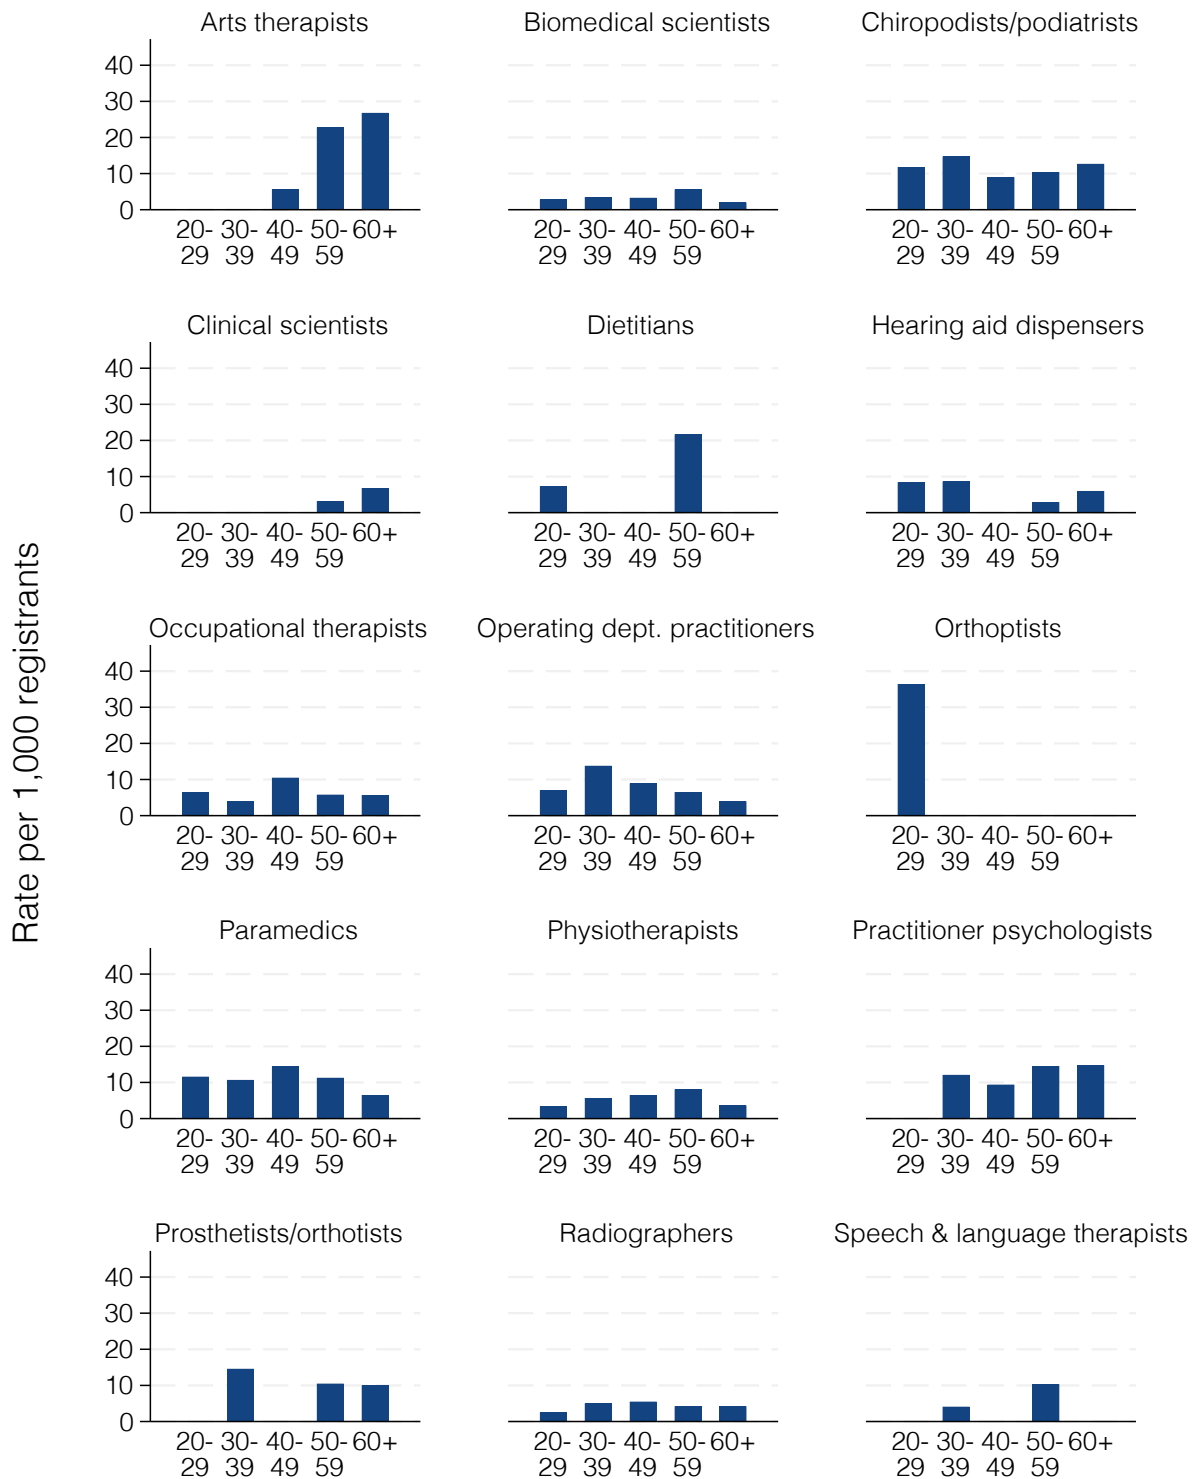 Rate per 1,000 registrants
Arts therapists Biomedical scientists Chiropodists/podiatrists
40
30
20
10
0
20- 30- 40- 50- 60+ 20- 30- 40- 50- 60+ 20- 30- 40- 50- 60+
29 39 49 59 29 39 49 59 29 39 49 59
Clinical scientists Dietitians Hearing aid dispensers
40
30
20
10
0
20- 30- 40- 50- 60+ 20- 30- 40- 50- 60+ 20- 30- 40- 50- 60+
29 39 49 59 29 39 49 59 29 39 49 59
Occupational therapists Operating dept. practitioners Orthoptists
40
30
20
10
0
20- 30- 40- 50- 60+ 20- 30- 40- 50- 60+ 20- 30- 40- 50- 60+
29 39 49 59 29 39 49 59 29 39 49 59
Paramedics Physiotherapists Practitioner psychologists
40
30
20
10
0
20- 30- 40- 50- 60+ 20- 30- 40- 50- 60+ 20- 30- 40- 50- 60+
29 39 49 59 29 39 49 59 29 39 49 59
Prosthetists/orthotists Radiographers Speech & language therapists
40
30
20
10
0
20- 30- 40- 50- 60+ 20- 30- 40- 50- 60+ 20- 30- 40- 50- 60+
29 39 49 59 29 39 49 59 29 39 49 59